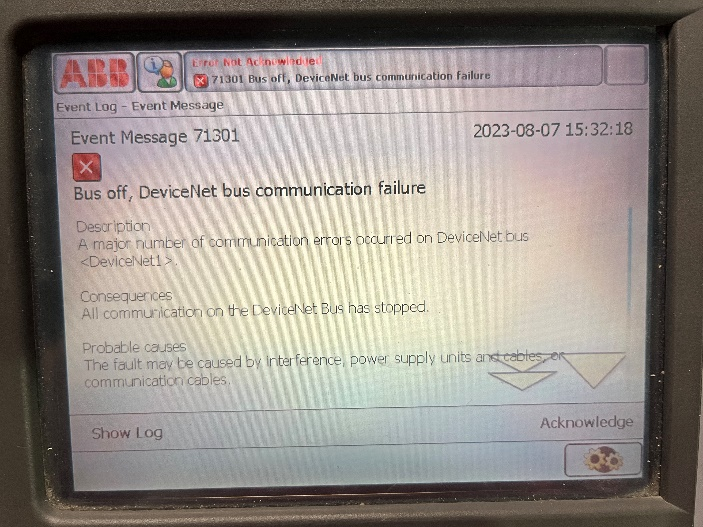 ABB
Error Not Acknowledged
71301 Bus off, DeviceNet bus communication failure
Event Log - Event Message
Event Message 71301
2023-08-07 15:32:18
Bus off, DeviceNet bus communication failure
Description
A major number of communication errors occurred on DeviceNet bus
<DeviceNet1>.
Consequences
All communication on the DeviceNet Bus has stopped.
Probable causes
The fault may be caused by interference, power supply units and cables, or
communication cables.
Show Log
Acknowledge